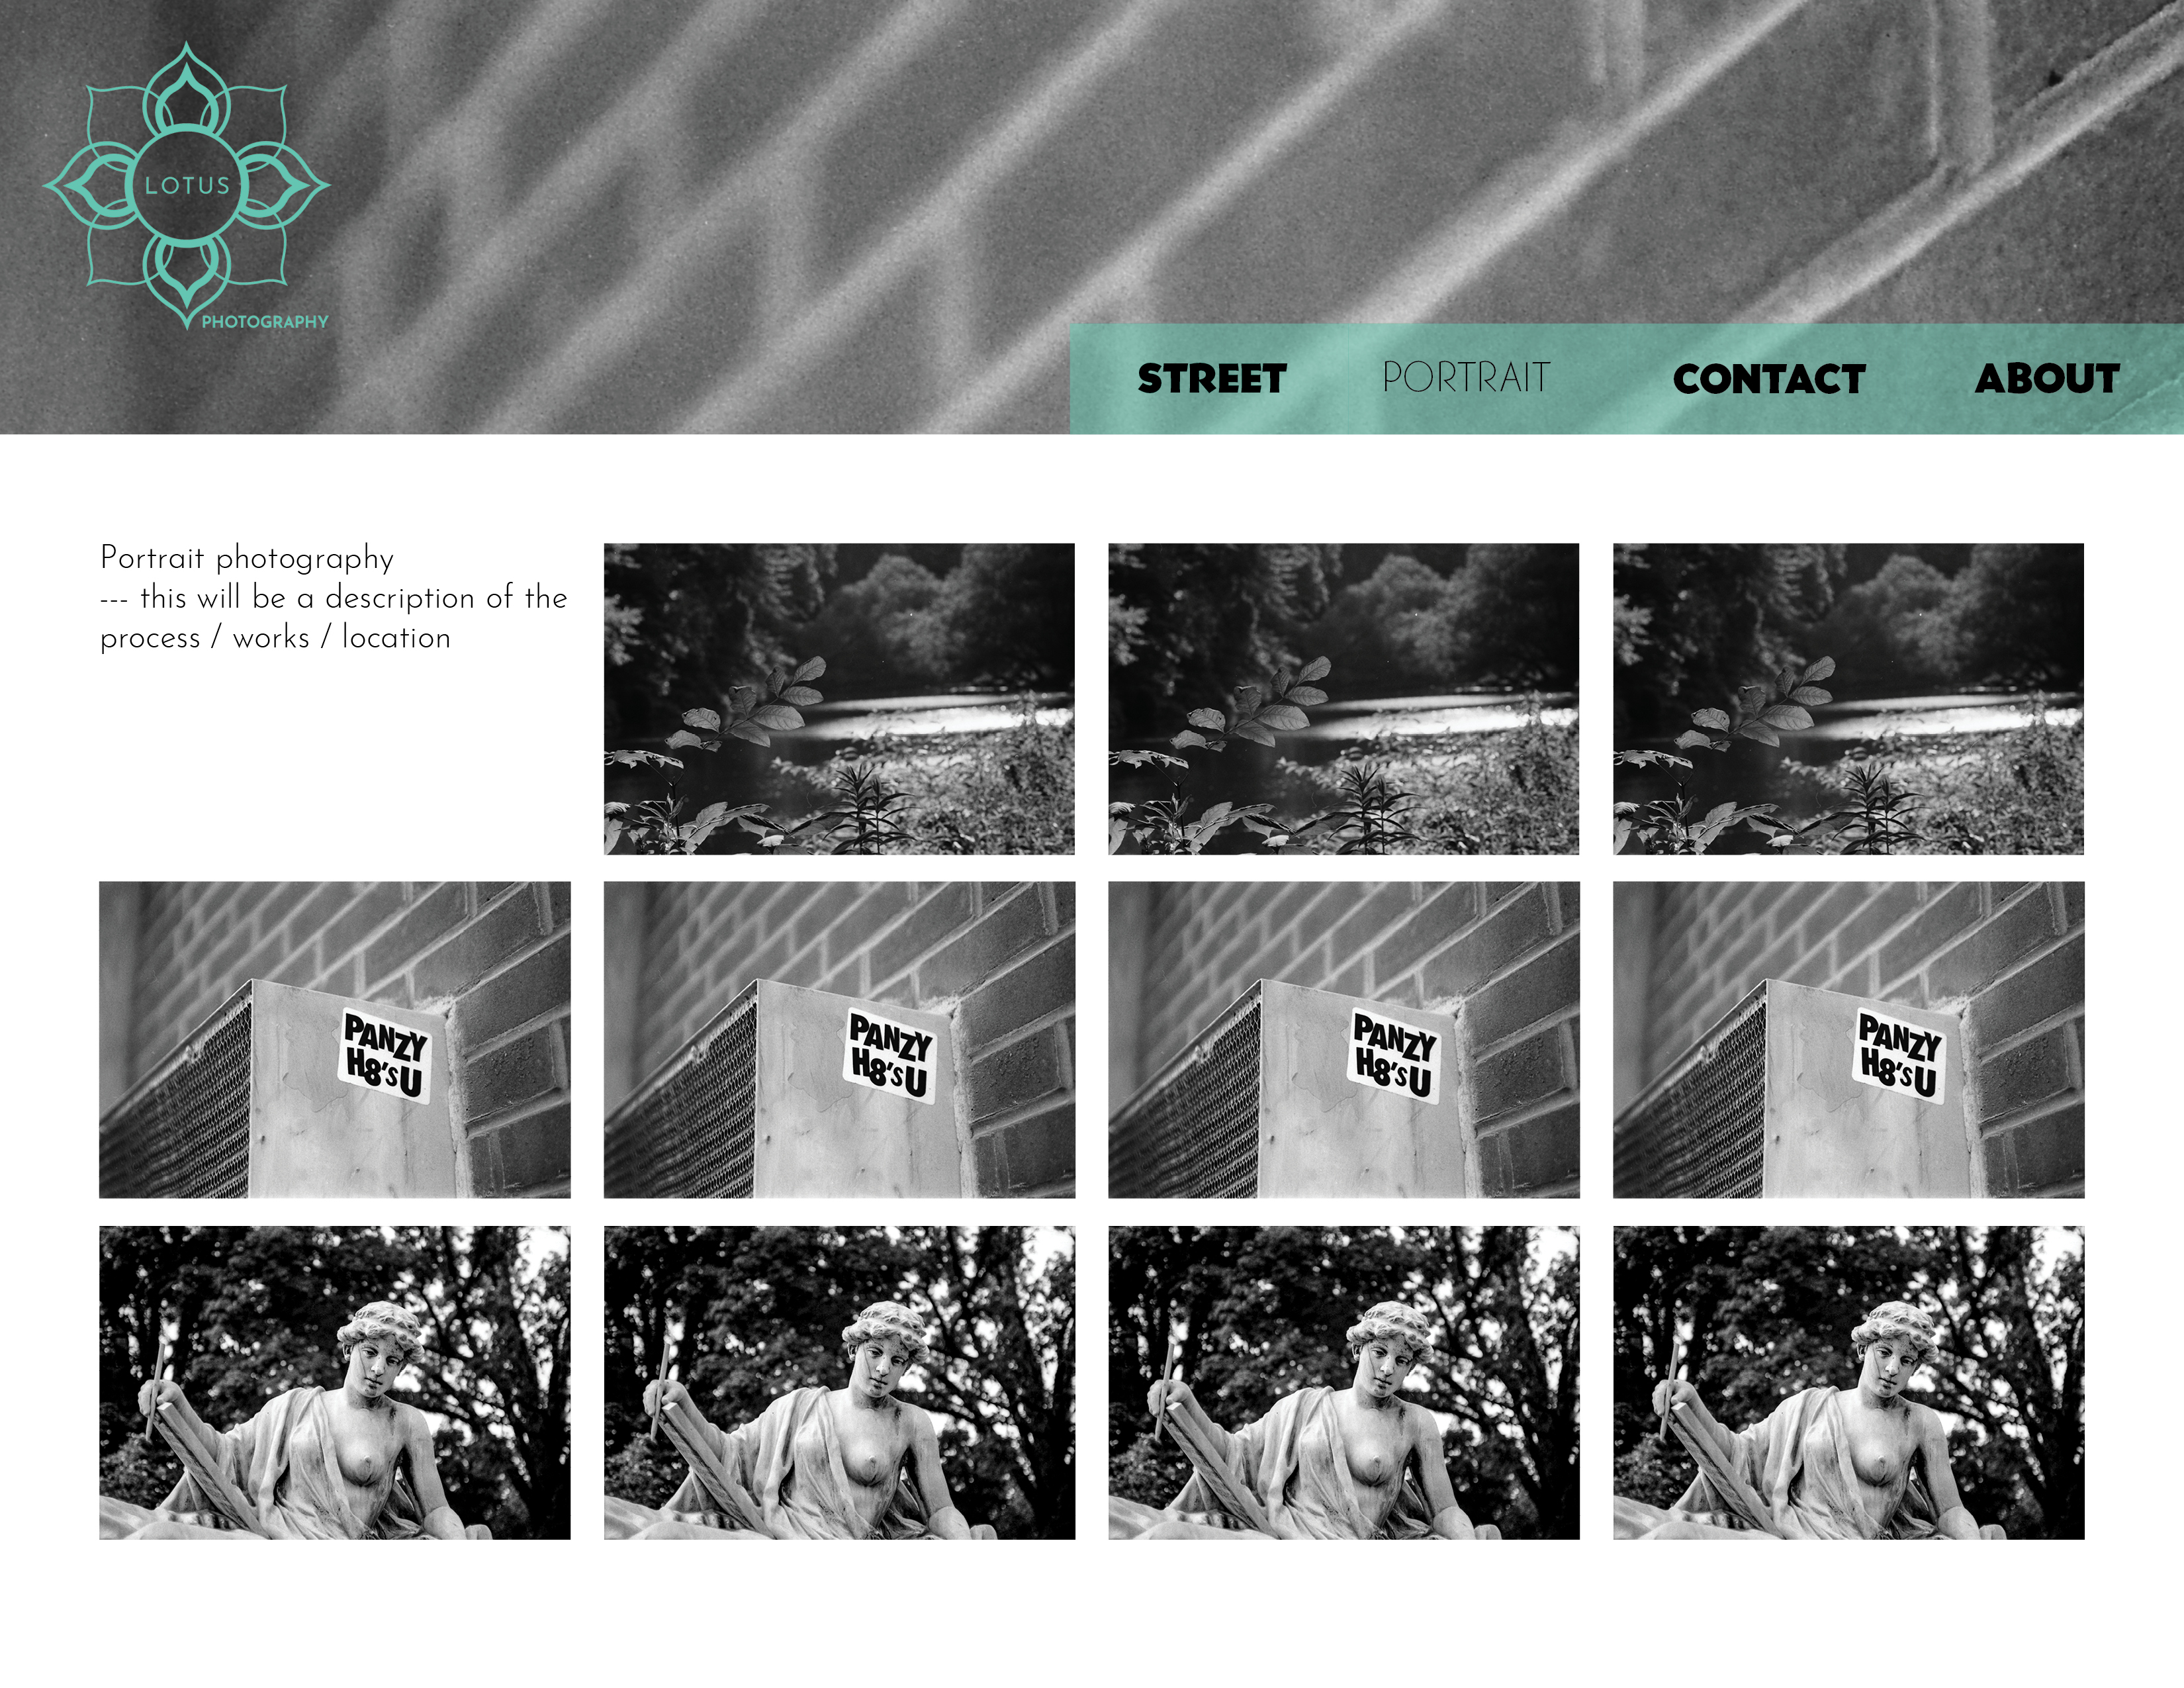 LOTUS
PHOTOGRAPHY
STREET PORTRAIT CONTACT ABOUT
Portrait photography
--- this will be a description of the
process / works / location
PANZY
H8'sU
PANZY
H8'sU
PANZY
H8'sU
PANZY
H8'sU